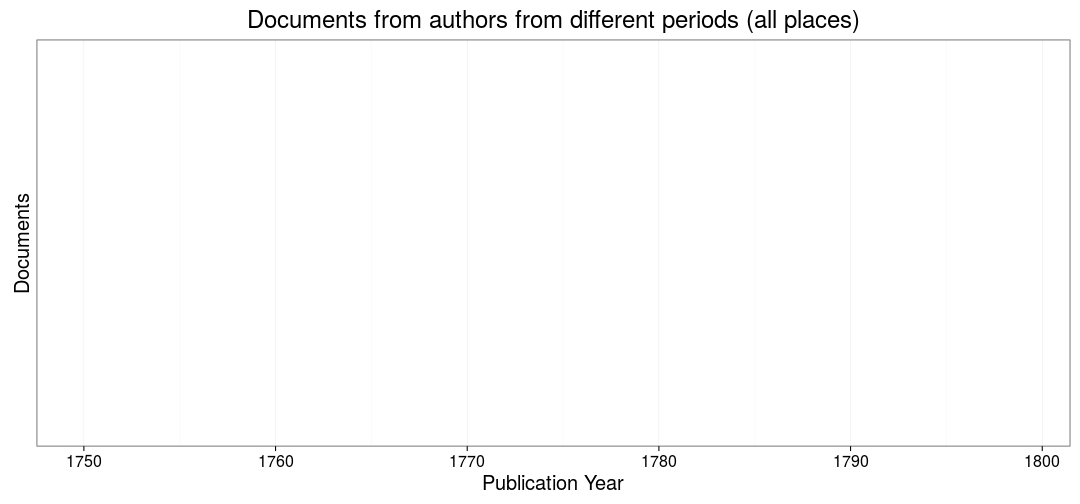 Documents from authors from different periods (all places)
Documents
1750 1760 1770 1780 1790 1800
Publication Year